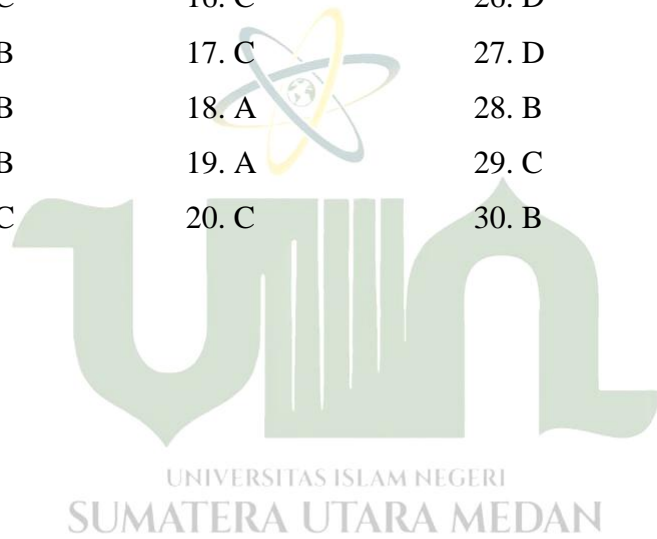 C 16. C 26. D
B 17. C 27. D
B 18. A 28. B
B 19. A 29. C
C 20. C 30. B
UNIVERSITAS ISLAM NEGERI
SUMATERA UTARA MEDAN